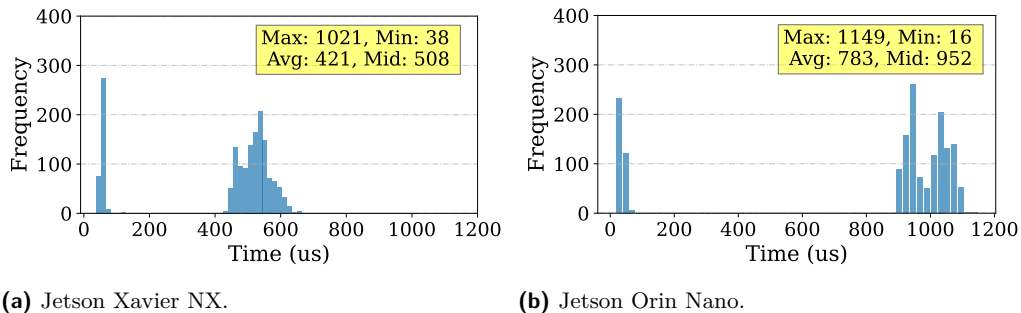 400
300
200
100
0
Frequency
Max: 1021, Min: 38
Avg: 421, Mid: 508
0 200 400 600 800 1000 1200
Time (us)
(a) Jetson Xavier NX.
400
300
200
100
0
Frequency
Max: 1149, Min: 16
Avg: 783, Mid: 952
0 200 400 600 800 1000 1200
Time (us)
(b) Jetson Orin Nano.